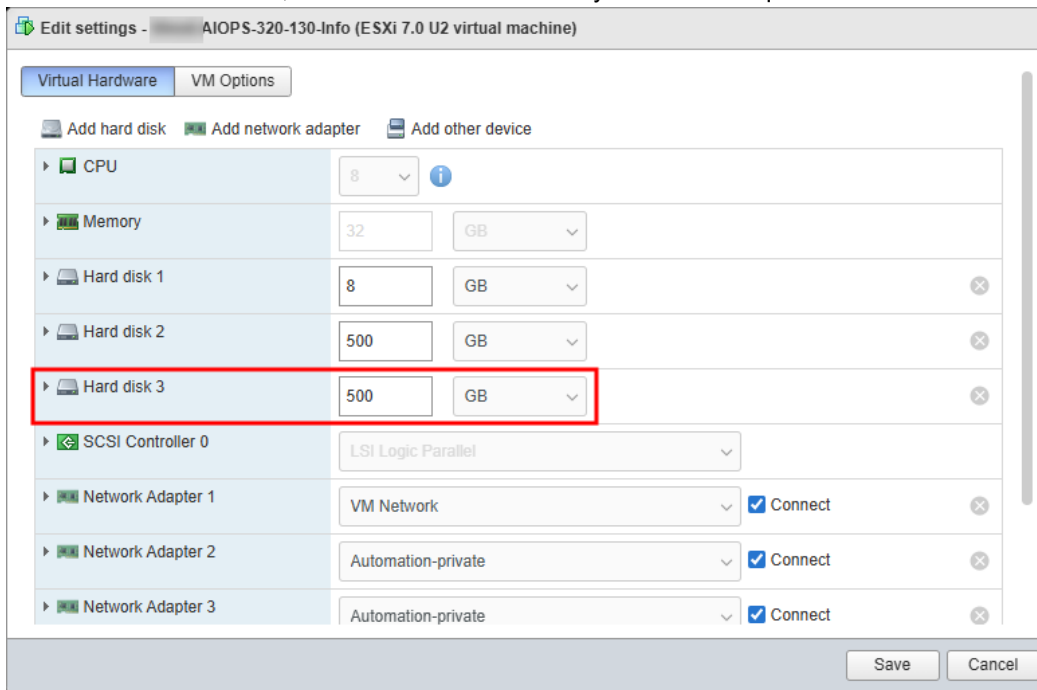 Edit settings - AIOPS-320-130-Info (ESXi 7.0 U2 virtual machine)
Virtual Hardware VM Options
Add hard disk Add network adapter Add other device
CPU 8
Memory 32 GB
Hard disk 1 8 GB
Hard disk 2 500 GB
Hard disk 3 500 GB
SCSI Controller 0 LSI Logic Parallel
Network Adapter 1 VM Network Connect
Network Adapter 2 Automation-private Connect
Network Adapter 3 Automation-private Connect
Save Cancel